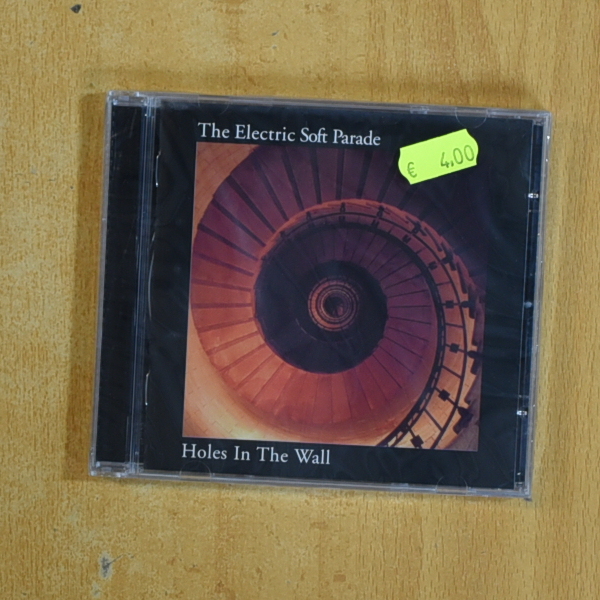 The Electric Soft Parade
€ 4,00
Holes In The Wall